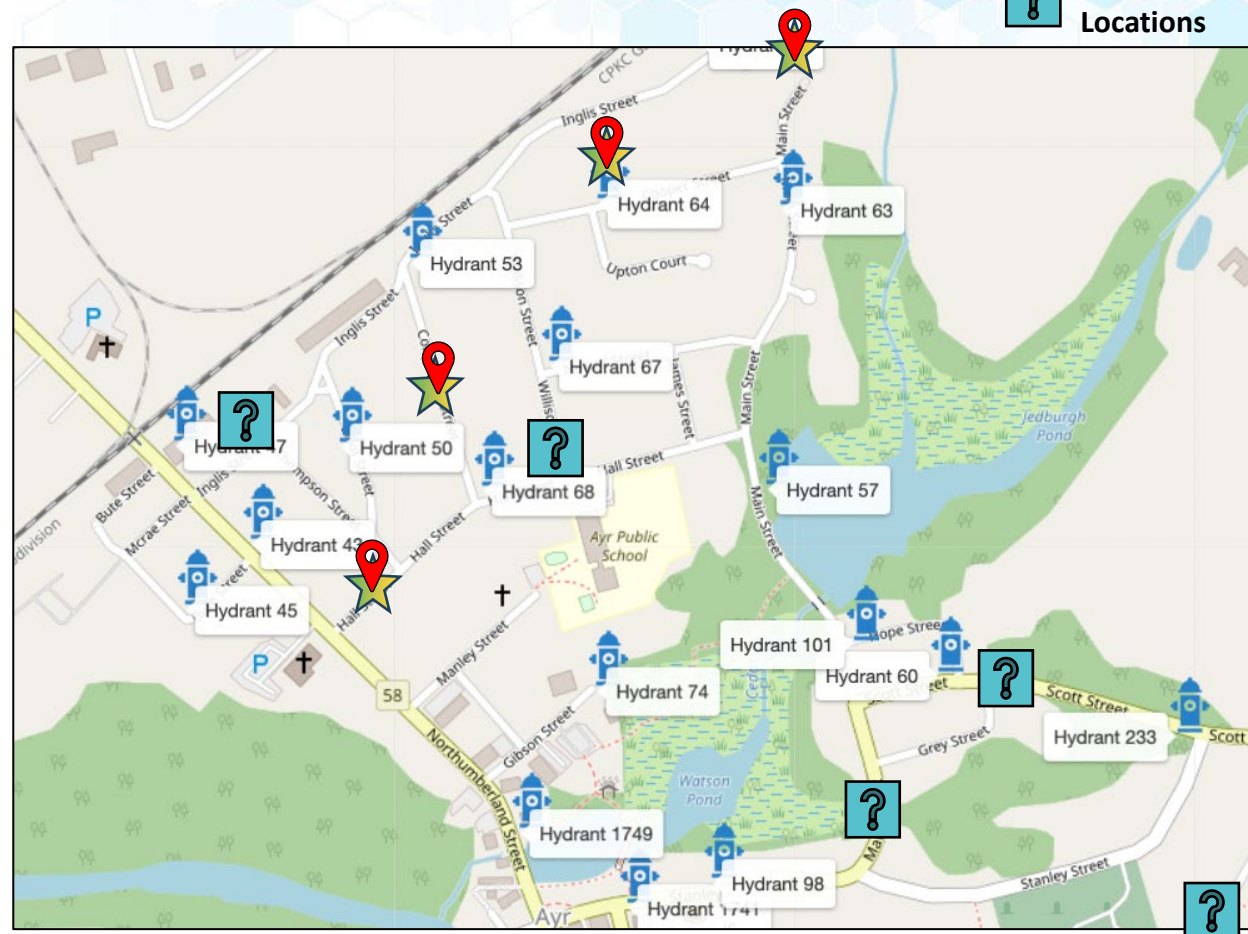 ?
Locations
CPKC
Inglis Street
Main Street
Hydrant 64
Hydrant 63
Street
Hydrant 53
Upton Court
P
Inglis Street
Hydrant 67
James Street
Main Street
Jedburgh
Pond
?
Hydrant 47
Hydrant 50
?
Hydrant 68
Hall Street
Hydrant 57
Bute Street
Mcrae Street
Hydrant 43
Hall Street
Main Street
Ayr Public
School
Hydrant 45
P
Manley Street
Hydrant 101
Hope Street
Hydrant 60
?
Scott Street
58
Hydrant 74
Gibson Street
Grey Street
Hydrant 233
Scott
Northumberland Street
Watson
Pond
?
Hydrant 1749
Hydrant 98
Stanley Street
Hydrant 1741
Ayr
?